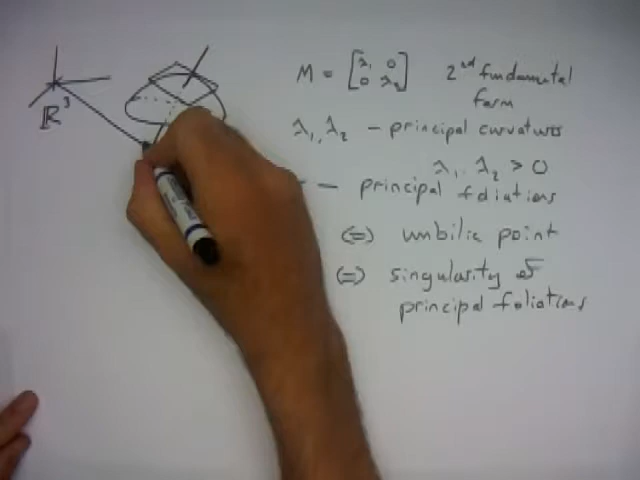 ℝ³
M = [λ₁ 0
0 λ₂] 2nd fundamental
form
λ₁, λ₂ – principal curvatures
λ₁, λ₂ > 0
– principal foliations
⇔ umbilic point
⇔ singularity of
principal foliations